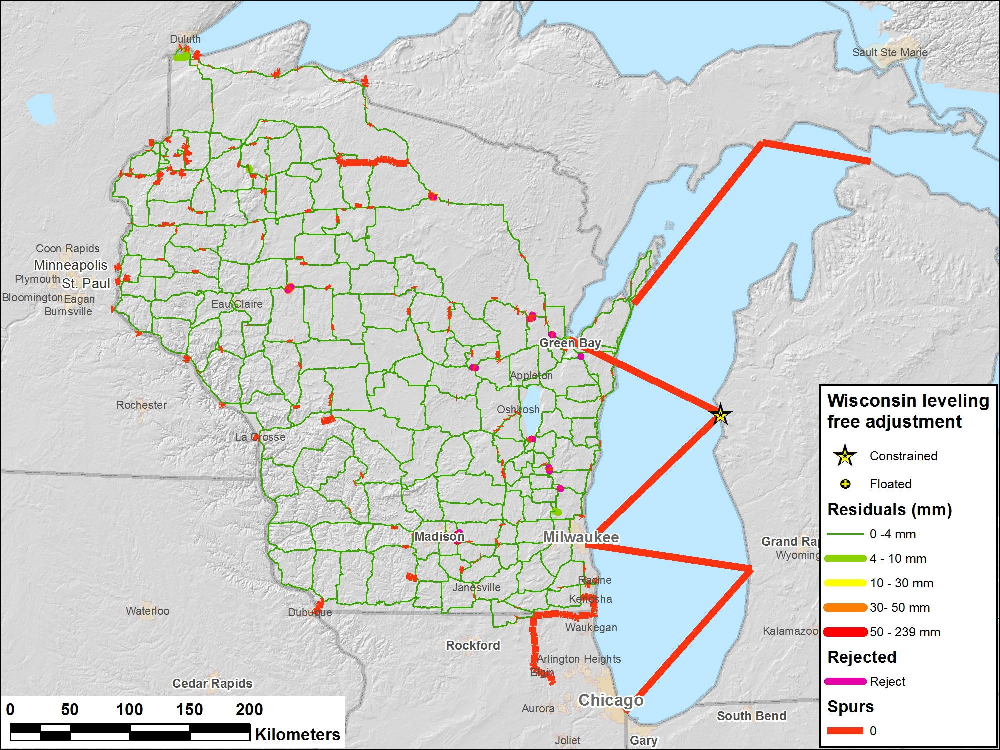 Duluth
Sault Ste Marie
Coon Rapids
Minneapolis
Plymouth
St. Paul
Bloomington
Eagan
Burnsville
Eau Claire
Green Bay
Appleton
Rochester
Oshkosh
La Crosse
Madison
Milwaukee
Grand Rap
Wyoming
Racine
Janesville
Kenosha
Waterloo
Dubuque
Waukegan
Kalamazoo
Rockford
Arlington Heights
Elgin
Cedar Rapids
Chicago
Aurora
South Bend
Joliet
Gary
0 50 100 150 200
Kilometers
Wisconsin leveling
free adjustment
Constrained
Floated
Residuals (mm)
0 -4 mm
4 - 10 mm
10 - 30 mm
30- 50 mm
50 - 239 mm
Rejected
Reject
Spurs
0